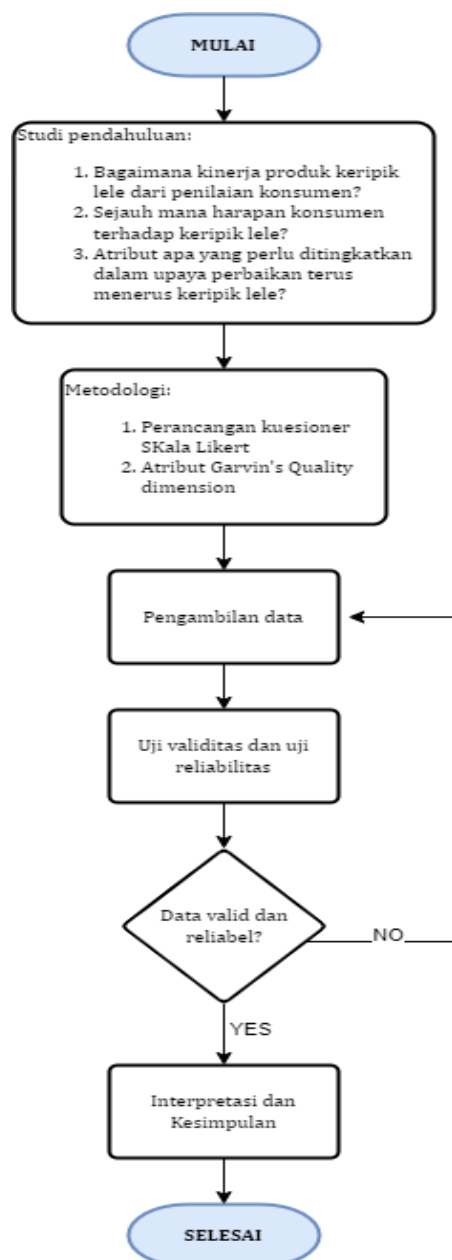 MULAI
Studi pendahuluan:
1. Bagaimana kinerja produk keripik
lele dari penilaian konsumen?
2. Sejauh mana harapan konsumen
terhadap keripik lele?
3. Atribut apa yang perlu ditingkatkan
dalam upaya perbaikan terus
menerus keripik lele?
Metodologi:
1. Perancangan kuesioner
SKala Likert
2. Atribut Garvin's Quality
dimension
Pengambilan data
Uji validitas dan uji
reliabilitas
Data valid dan
reliabel?
NO
YES
Interpretasi dan
Kesimpulan
SELESAI